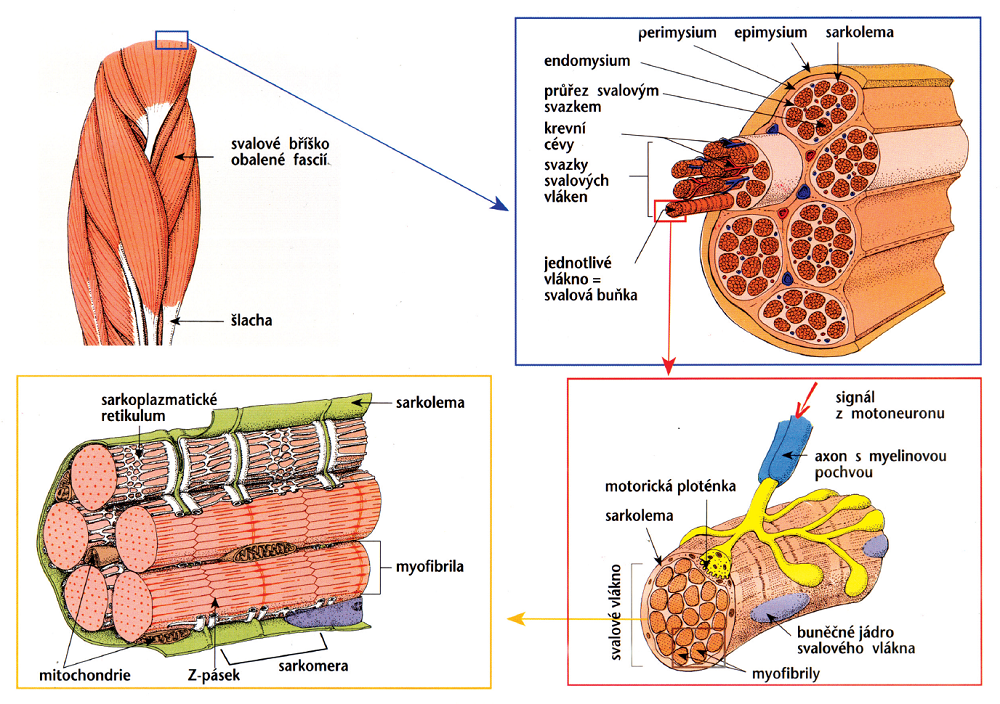 svalové bříško
obalené fascií
šlacha
perimysium
epimysium
sarkolema
endomysium
průřez svalovým
svazkem
krevní
cévy
svazky
svalových
vláken
jednotlivé
vlákno =
svalová buňka
sarkoplazmatické
retikulum
sarkolema
myofibrila
mitochondrie
Z-pásek
sarkomera
signál
z motoneuronu
axon s myelinovou
pochvou
motorická ploténka
sarkolema
svalové vlákno
buněčné jádro
svalového vlákna
myofibrily